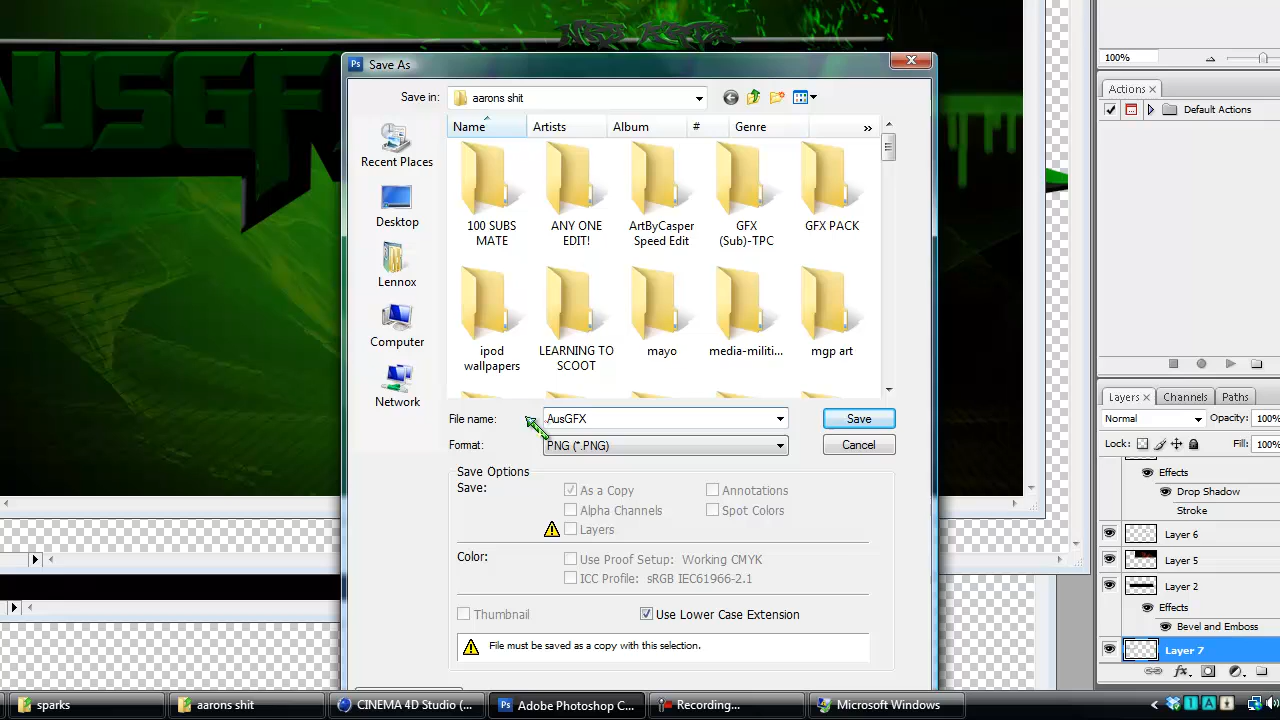 AUSGF
Save As
Save in:
aarons shit
Recent Places
Desktop
Lennox
Computer
Network
Name
Artists
Album
#
Genre
»
100 SUBS
MATE
ANY ONE
EDIT!
ArtByCasper
Speed Edit
GFX
(Sub)-TPC
GFX PACK
ipod
wallpapers
LEARNING TO
SCOOT
mayo
media-militi...
mgp art
File name:
AusGFX
Save
Format:
PNG (*.PNG)
Cancel
Save Options
Save:
As a Copy
Annotations
Alpha Channels
Spot Colors
Layers
Color:
Use Proof Setup: Working CMYK
ICC Profile: sRGB IEC61966-2.1
Thumbnail
Use Lower Case Extension
File must be saved as a copy with this selection.
100%
Actions
Default Actions
Layers
Channels
Paths
Normal
Opacity:
100%
Lock:
Fill:
100%
Effects
Drop Shadow
Stroke
Layer 6
Layer 5
Layer 2
Effects
Bevel and Emboss
Layer 7
sparks
aarons shit
CINEMA 4D Studio (...
Adobe Photoshop C...
Recording...
Microsoft Windows